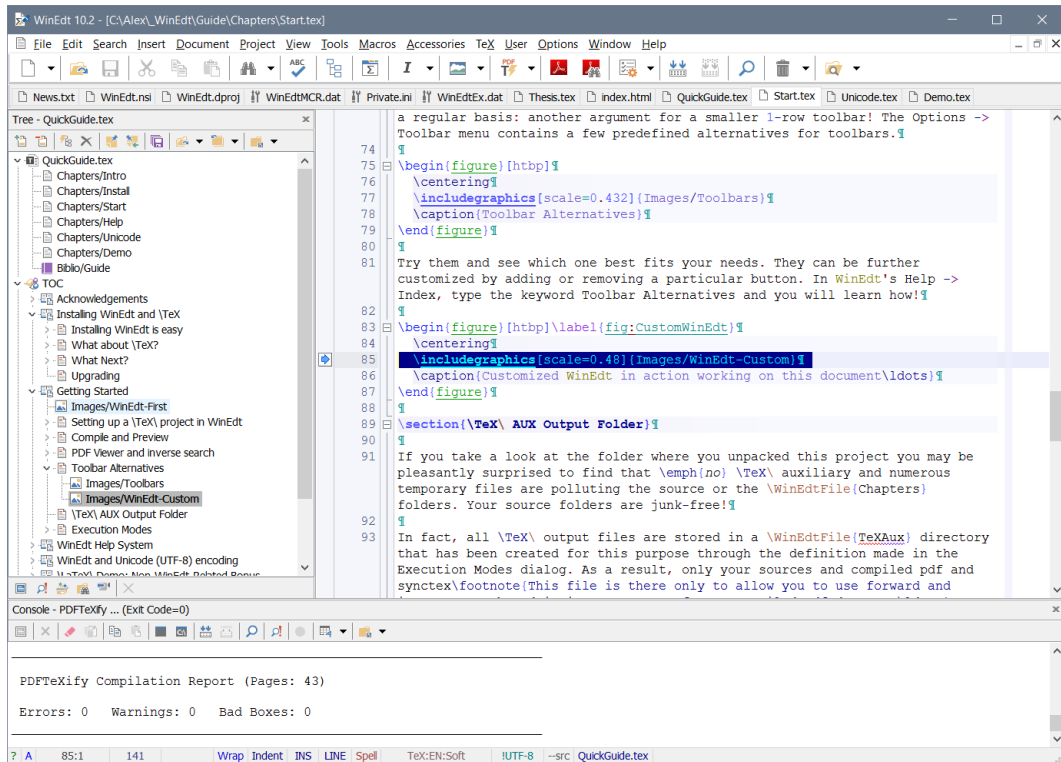 WinEdt 10.2 - [C:\Alex\_WinEdt\Guide\Chapters\Start.tex]
File Edit Search Insert Document Project View Tools Macros Accessories TeX User Options Window Help
News.txt WinEdt.nsi WinEdt.dproj WinEdtMCR.dat Private.ini WinEdtEx.dat Thesis.tex index.html QuickGuide.tex Start.tex Unicode.tex Demo.tex
Tree - QuickGuide.tex
QuickGuide.tex
Chapters/Intro
Chapters/Install
Chapters/Start
Chapters/Help
Chapters/Unicode
Chapters/Demo
Biblio/Guide
TOC
Acknowledgements
Installing WinEdt and \TeX
Installing WinEdt is easy
What about \TeX?
What Next?
Upgrading
Getting Started
Images/WinEdt-First
Setting up a \TeX\ project in WinEdt
Compile and Preview
PDF Viewer and inverse search
Toolbar Alternatives
Images/Toolbars
Images/WinEdt-Custom
\TeX\ AUX Output Folder
Execution Modes
WinEdt Help System
WinEdt and Unicode (UTF-8) encoding
a regular basis: another argument for a smaller 1-row toolbar! The Options ->
Toolbar menu contains a few predefined alternatives for toolbars.¶
74 ¶
75 \begin{figure}[htbp]¶
76 \centering¶
77 \includegraphics[scale=0.432]{Images/Toolbars}¶
78 \caption{Toolbar Alternatives}¶
79 \end{figure}¶
80 ¶
81 Try them and see which one best fits your needs. They can be further
customized by adding or removing a particular button. In WinEdt's Help ->
Index, type the keyword Toolbar Alternatives and you will learn how!¶
82 ¶
83 \begin{figure}[htbp]\label{fig:CustomWinEdt}¶
84 \centering¶
85 \includegraphics[scale=0.48]{Images/WinEdt-Custom}¶
86 \caption{Customized WinEdt in action working on this document\ldots}¶
87 \end{figure}¶
88 ¶
89 \section{\TeX\ AUX Output Folder}¶
90 ¶
91 If you take a look at the folder where you unpacked this project you may be
pleasantly surprised to find that \emph{no} \TeX\ auxiliary and numerous
temporary files are polluting the source or the \WinEdtFile{Chapters}
folders. Your source folders are junk-free!¶
92 ¶
93 In fact, all \TeX\ output files are stored in a \WinEdtFile{TeXAux} directory
that has been created for this purpose through the definition made in the
Execution Modes dialog. As a result, only your sources and compiled pdf and
synctex\footnote{This file is there only to allow you to use forward and
Console - PDFTeXify ... (Exit Code=0)
PDFTeXify Compilation Report (Pages: 43)
Errors: 0 Warnings: 0 Bad Boxes: 0
? A 85:1 141 Wrap Indent INS LINE Spell TeX:EN:Soft !UTF-8 --src QuickGuide.tex